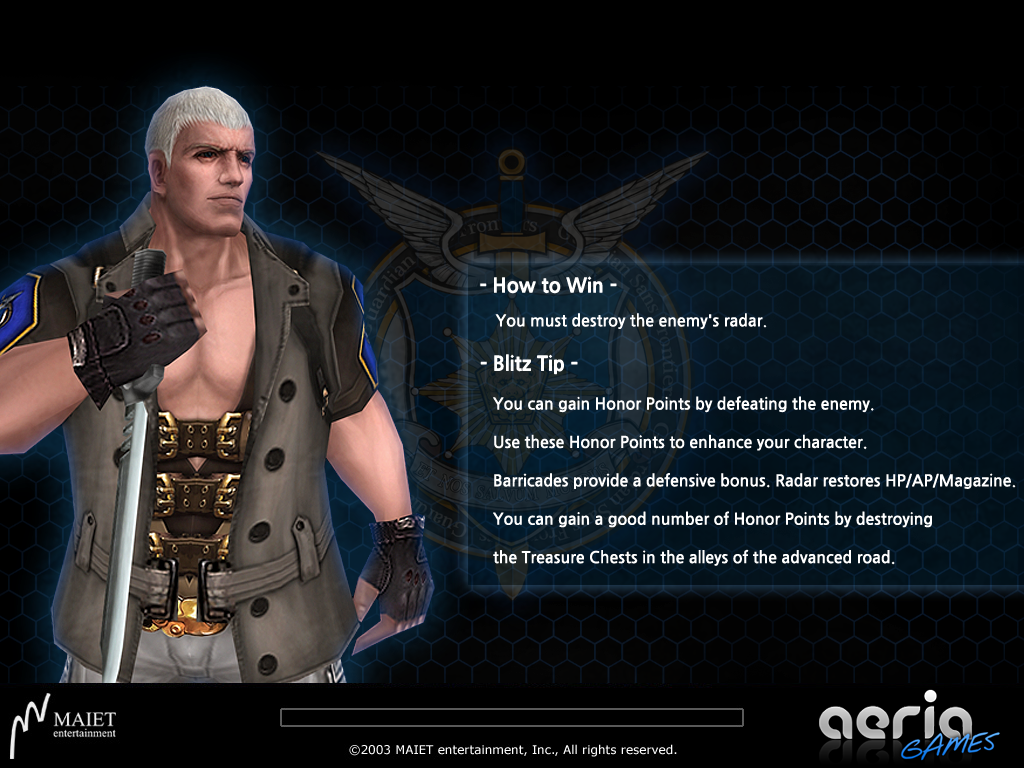 - How to Win -
You must destroy the enemy's radar.
- Blitz Tip -
You can gain Honor Points by defeating the enemy.
Use these Honor Points to enhance your character.
Barricades provide a defensive bonus. Radar restores HP/AP/Magazine.
You can gain a good number of Honor Points by destroying
the Treasure Chests in the alleys of the advanced road.
MAIET
entertainment
©2003 MAIET entertainment, Inc., All rights reserved.
aeria
GAMES